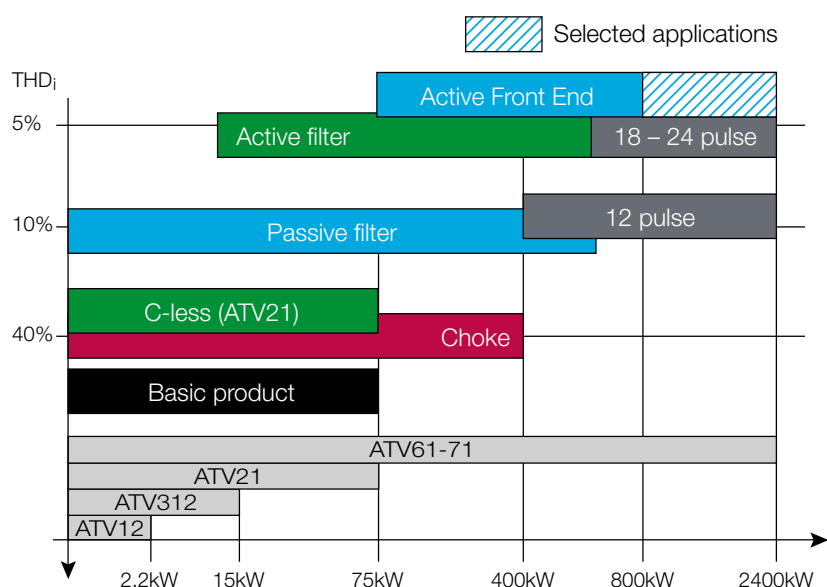 Selected applications
THDi
Active Front End
5%
Active filter
18 – 24 pulse
10%
Passive filter
12 pulse
C-less (ATV21)
40%
Choke
Basic product
ATV61-71
ATV21
ATV312
ATV12
2.2kW 15kW 75kW 400kW 800kW 2400kW